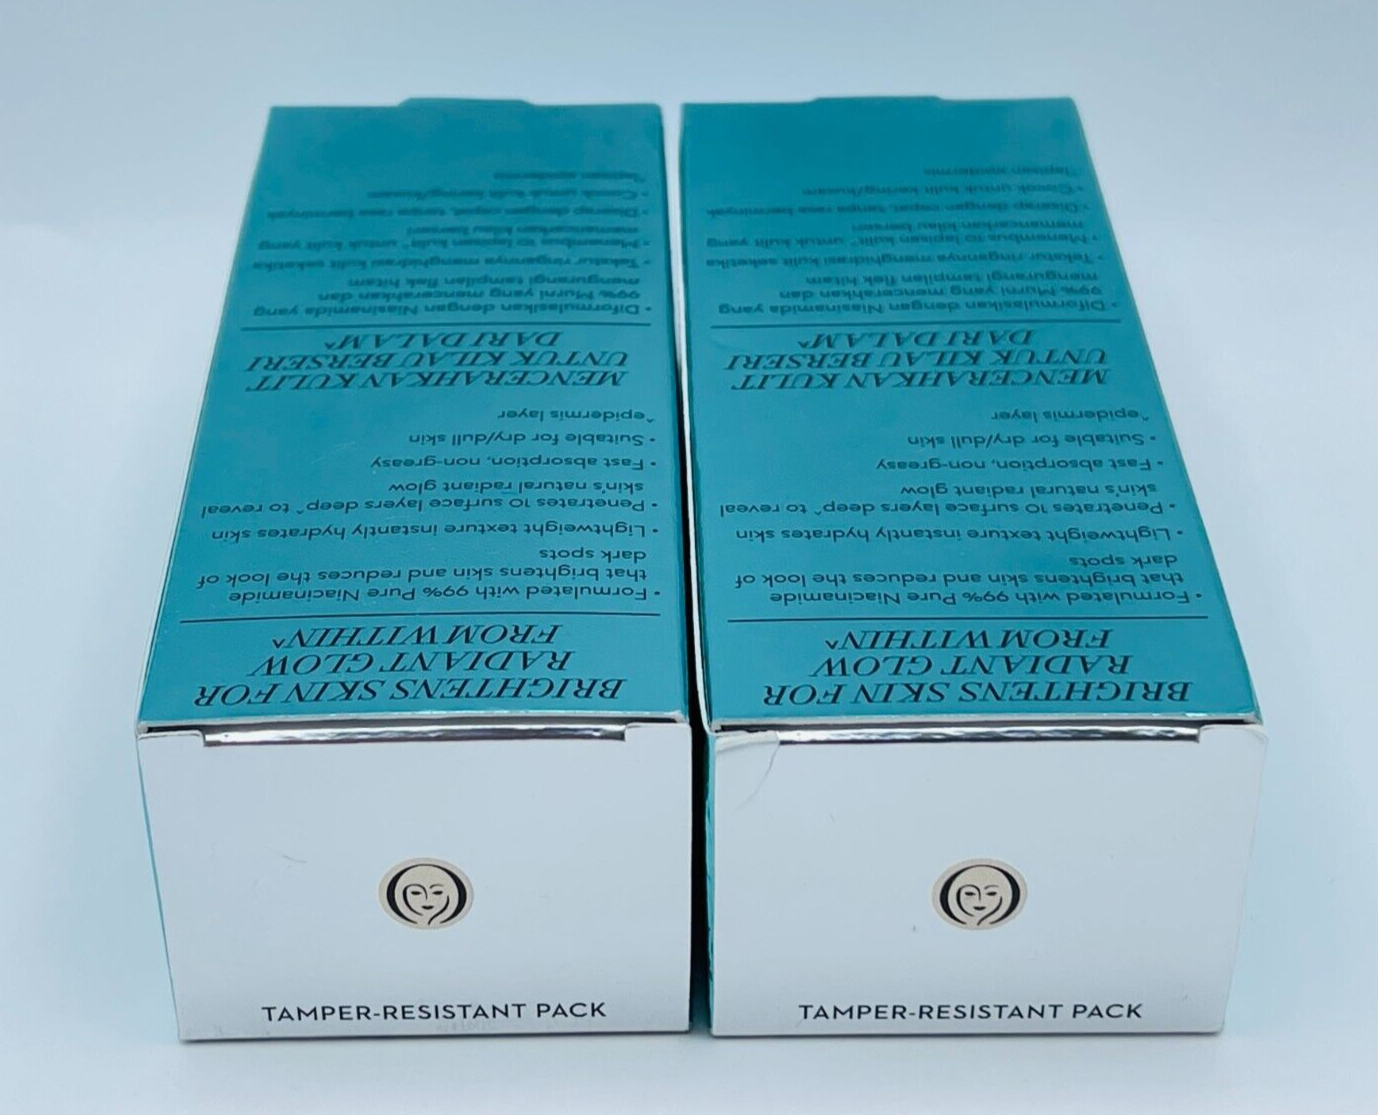 BRIGHTENS SKIN FOR
RADIANT GLOW
FROM WITHIN^
• Formulated with 99% Pure Niacinamide
that brightens skin and reduces the look of
dark spots
• Lightweight texture instantly hydrates skin
• Penetrates 10 surface layers deep^ to reveal
skin's natural radiant glow
• Fast absorption, non-greasy
• Suitable for dry/dull skin
^epidermis layer
MENCERAHKAN KULIT
UNTUK KILAU BERSERI
DARI DALAM^
• Diformulasikan dengan Niasinamida yang
99% Murni yang mencerahkan dan
mengurangi tampilan flek hitam
• Tekstur ringannya menghidrasi kulit seketika
• Menembus 10 lapisan kulit^ untuk kulit yang
memancarkan kilau berseri
• Diserap dengan cepat, tanpa rasa berminyak
• Cocok untuk kulit kering/kusam
^lapisan epidermis
TAMPER-RESISTANT PACK
BRIGHTENS SKIN FOR
RADIANT GLOW
FROM WITHIN^
• Formulated with 99% Pure Niacinamide
that brightens skin and reduces the look of
dark spots
• Lightweight texture instantly hydrates skin
• Penetrates 10 surface layers deep^ to reveal
skin's natural radiant glow
• Fast absorption, non-greasy
• Suitable for dry/dull skin
^epidermis layer
MENCERAHKAN KULIT
UNTUK KILAU BERSERI
DARI DALAM^
• Diformulasikan dengan Niasinamida yang
99% Murni yang mencerahkan dan
mengurangi tampilan flek hitam
• Tekstur ringannya menghidrasi kulit seketika
• Menembus 10 lapisan kulit^ untuk kulit yang
memancarkan kilau berseri
• Diserap dengan cepat, tanpa rasa berminyak
• Cocok untuk kulit kering/kusam
^lapisan epidermis
TAMPER-RESISTANT PACK